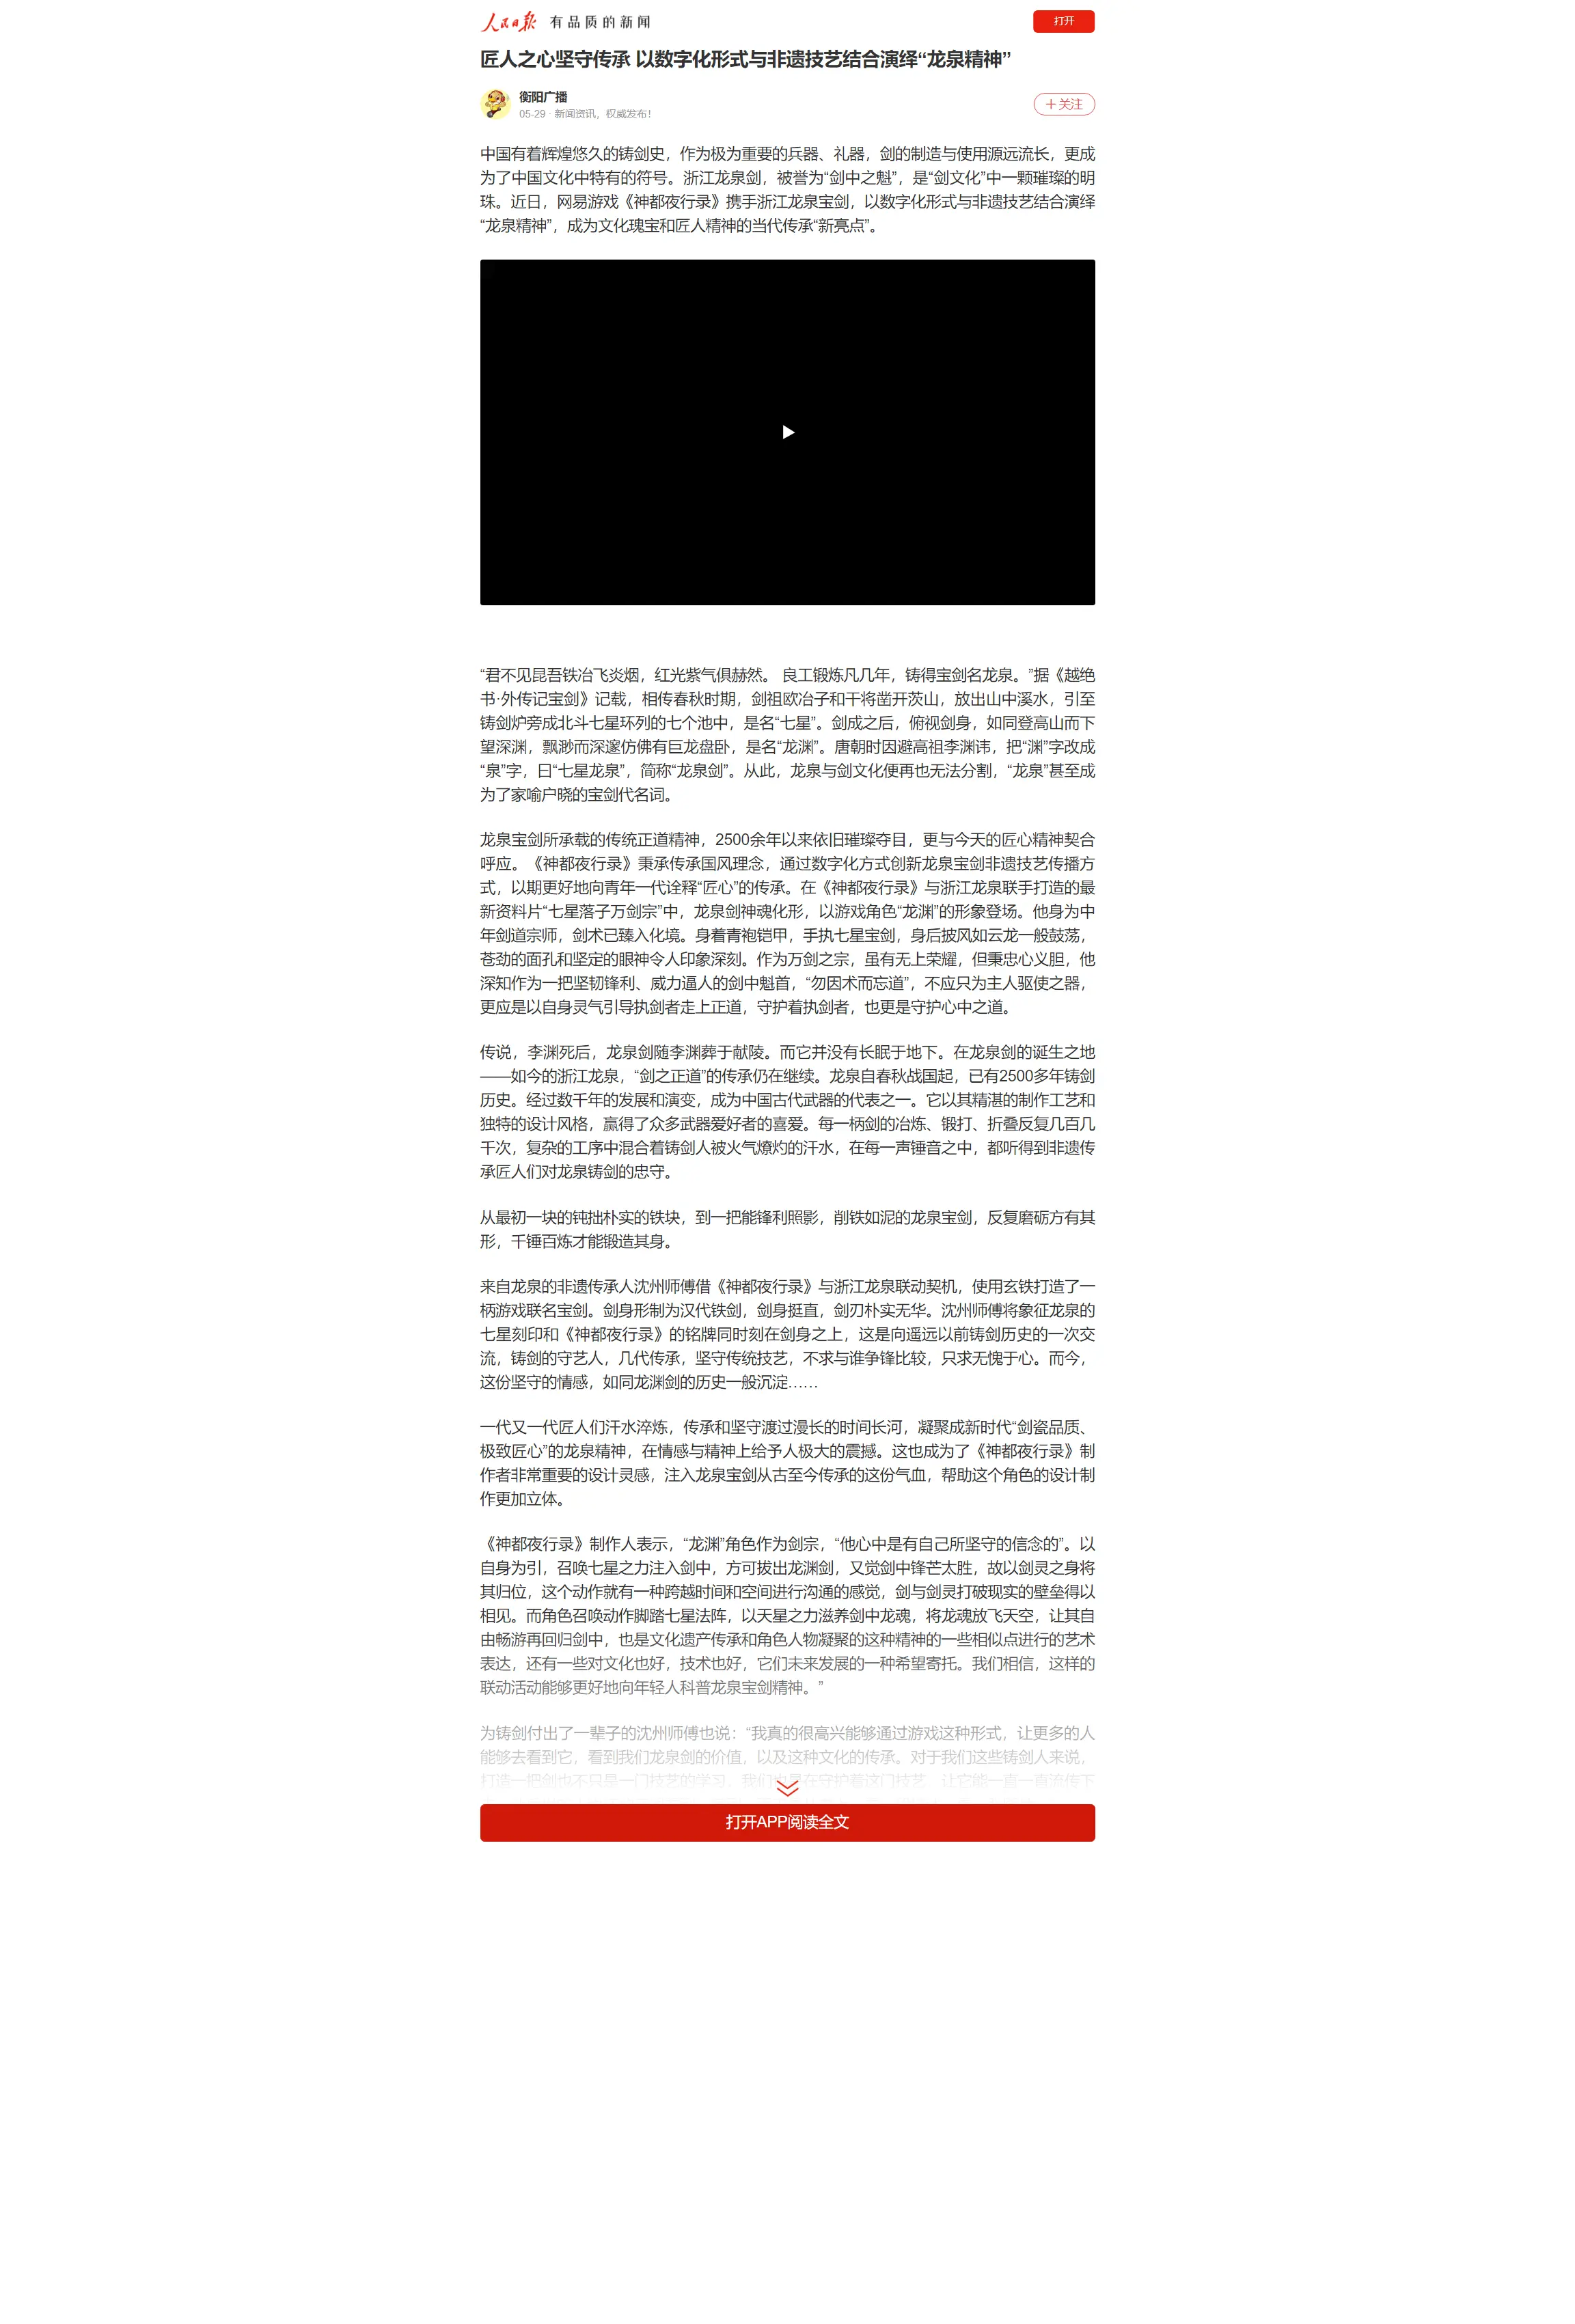 人民日报 有品质的新闻
打开
匠人之心坚守传承 以数字化形式与非遗技艺结合演绎“龙泉精神”
衡阳广播
05-29 · 新闻资讯，权威发布！
＋关注
中国有着辉煌悠久的铸剑史，作为极为重要的兵器、礼器，剑的制造与使用源远流长，更成
为了中国文化中特有的符号。浙江龙泉剑，被誉为“剑中之魁”，是“剑文化”中一颗璀璨的明
珠。近日，网易游戏《神都夜行录》携手浙江龙泉宝剑，以数字化形式与非遗技艺结合演绎
“龙泉精神”，成为文化瑰宝和匠人精神的当代传承“新亮点”。
“君不见昆吾铁冶飞炎烟，红光紫气俱赫然。 良工锻炼凡几年，铸得宝剑名龙泉。”据《越绝
书·外传记宝剑》记载，相传春秋时期，剑祖欧冶子和干将凿开茨山，放出山中溪水，引至
铸剑炉旁成北斗七星环列的七个池中，是名“七星”。剑成之后，俯视剑身，如同登高山而下
望深渊，飘渺而深邃仿佛有巨龙盘卧，是名“龙渊”。唐朝时因避高祖李渊讳，把“渊”字改成
“泉”字，曰“七星龙泉”，简称“龙泉剑”。从此，龙泉与剑文化便再也无法分割，“龙泉”甚至成
为了家喻户晓的宝剑代名词。
龙泉宝剑所承载的传统正道精神，2500余年以来依旧璀璨夺目，更与今天的匠心精神契合
呼应。《神都夜行录》秉承传承国风理念，通过数字化方式创新龙泉宝剑非遗技艺传播方
式，以期更好地向青年一代诠释“匠心”的传承。在《神都夜行录》与浙江龙泉联手打造的最
新资料片“七星落子万剑宗”中，龙泉剑神魂化形，以游戏角色“龙渊”的形象登场。他身为中
年剑道宗师，剑术已臻入化境。身着青袍铠甲，手执七星宝剑，身后披风如云龙一般鼓荡，
苍劲的面孔和坚定的眼神令人印象深刻。作为万剑之宗，虽有无上荣耀，但秉忠心义胆，他
深知作为一把坚韧锋利、威力逼人的剑中魁首，“勿因术而忘道”，不应只为主人驱使之器，
更应是以自身灵气引导执剑者走上正道，守护着执剑者，也更是守护心中之道。
传说，李渊死后，龙泉剑随李渊葬于献陵。而它并没有长眠于地下。在龙泉剑的诞生之地
——如今的浙江龙泉，“剑之正道”的传承仍在继续。龙泉自春秋战国起，已有2500多年铸剑
历史。经过数千年的发展和演变，成为中国古代武器的代表之一。它以其精湛的制作工艺和
独特的设计风格，赢得了众多武器爱好者的喜爱。每一柄剑的冶炼、锻打、折叠反复几百几
千次，复杂的工序中混合着铸剑人被火气燎灼的汗水，在每一声锤音之中，都听得到非遗传
承匠人们对龙泉铸剑的忠守。
从最初一块的钝拙朴实的铁块，到一把能锋利照影，削铁如泥的龙泉宝剑，反复磨砺方有其
形，千锤百炼才能锻造其身。
来自龙泉的非遗传承人沈州师傅借《神都夜行录》与浙江龙泉联动契机，使用玄铁打造了一
柄游戏联名宝剑。剑身形制为汉代铁剑，剑身挺直，剑刃朴实无华。沈州师傅将象征龙泉的
七星刻印和《神都夜行录》的铭牌同时刻在剑身之上，这是向遥远以前铸剑历史的一次交
流，铸剑的守艺人，几代传承，坚守传统技艺，不求与谁争锋比较，只求无愧于心。而今，
这份坚守的情感，如同龙渊剑的历史一般沉淀……
一代又一代匠人们汗水淬炼，传承和坚守渡过漫长的时间长河，凝聚成新时代“剑瓷品质、
极致匠心”的龙泉精神，在情感与精神上给予人极大的震撼。这也成为了《神都夜行录》制
作者非常重要的设计灵感，注入龙泉宝剑从古至今传承的这份气血，帮助这个角色的设计制
作更加立体。
《神都夜行录》制作人表示，“龙渊”角色作为剑宗，“他心中是有自己所坚守的信念的”。以
自身为引，召唤七星之力注入剑中，方可拔出龙渊剑，又觉剑中锋芒太胜，故以剑灵之身将
其归位，这个动作就有一种跨越时间和空间进行沟通的感觉，剑与剑灵打破现实的壁垒得以
相见。而角色召唤动作脚踏七星法阵，以天星之力滋养剑中龙魂，将龙魂放飞天空，让其自
由畅游再回归剑中，也是文化遗产传承和角色人物凝聚的这种精神的一些相似点进行的艺术
表达，还有一些对文化也好，技术也好，它们未来发展的一种希望寄托。我们相信，这样的
联动活动能够更好地向年轻人科普龙泉宝剑精神。”
为铸剑付出了一辈子的沈州师傅也说：“我真的很高兴能够通过游戏这种形式，让更多的人
能够去看到它，看到我们龙泉剑的价值，以及这种文化的传承。对于我们这些铸剑人来说，
打造一把剑也不只是一门技艺的学习，我们也是在守护着这门技艺，让它能一直一直流传下
打开APP阅读全文